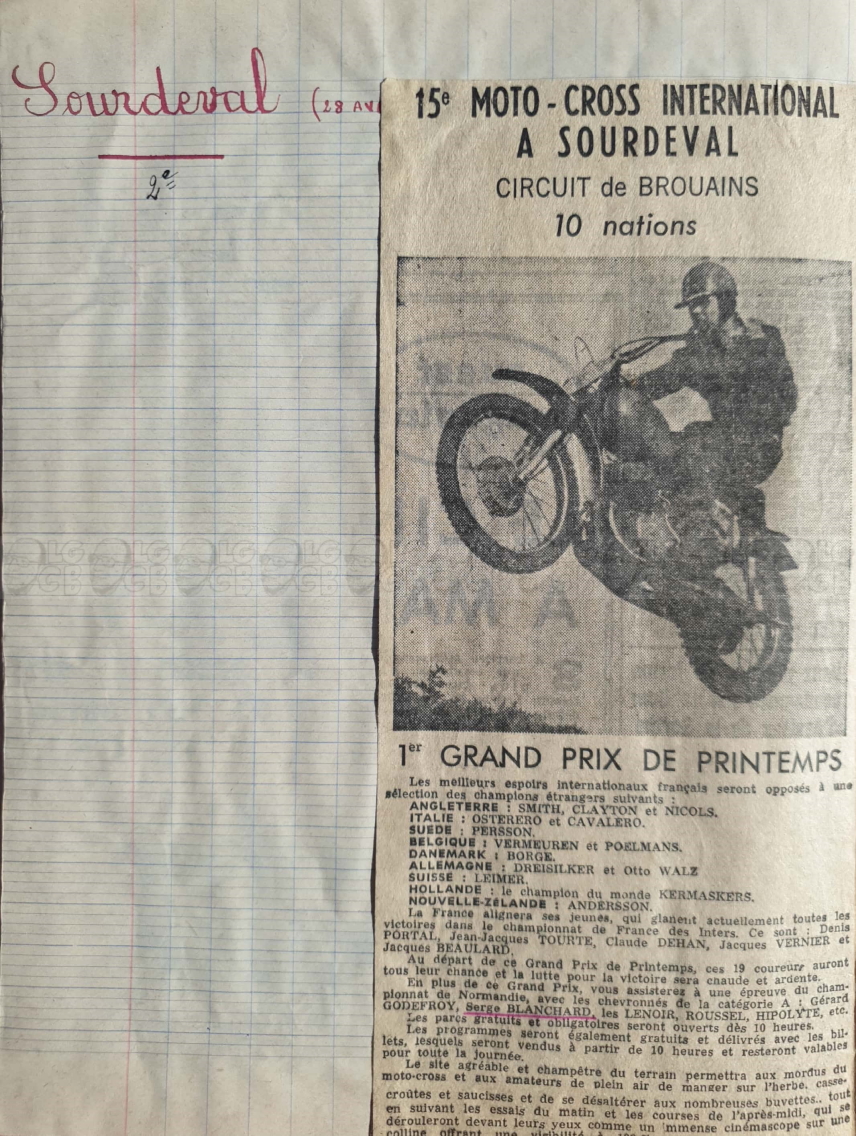 Sourdeval (28 AV
2e
15e MOTO-CROSS INTERNATIONAL
A SOURDEVAL
CIRCUIT de BROUAINS
10 nations
1er GRAND PRIX DE PRINTEMPS
Les meilleurs espoirs internationaux français seront opposés à une
sélection des champions étrangers suivants :
ANGLETERRE : SMITH, CLAYTON et NICOLS.
ITALIE : OSTERERO et CAVALERO.
SUEDE : PERSSON.
BELGIQUE : VERMEUREN et POELMANS.
DANEMARK : BORGE.
ALLEMAGNE : DREISILKER et Otto WALZ
SUISSE : LEIMER.
HOLLANDE : le champion du monde KERMASKERS.
NOUVELLE-ZELANDE : ANDERSSON.
La France alignera ses jeunes, qui glanent actuellement toutes les
victoires dans le championnat de France des Inters. Ce sont : Denis
PORTAL, Jean-Jacques TOURTE, Claude DEHAN, Jacques VERNIER et
Jacques BEAULARD.
Au départ de ce Grand Prix de Printemps, ces 19 coureurs auront
tous leur chance et la lutte pour la victoire sera chaude et ardente.
En plus de ce Grand Prix, vous assisterez à une épreuve du cham-
pionnat de Normandie, avec les chevronnés de la catégorie A : Gérard
GODEFROY, Serge BLANCHARD, les LENOIR, ROUSSEL, HIPOLYTE, etc.
Les parcs gratuits et obligatoires seront ouverts dès 10 heures.
Les programmes seront également gratuits et délivrés avec les bil-
lets, lesquels seront vendus à partir de 10 heures et resteront valables
pour toute la journée.
Le site agréable et champêtre du terrain permettra aux mordus du
moto-cross et aux amateurs de plein air de manger sur l'herbe. casse-
croûtes et saucisses et de se désaltérer aux nombreuses buvettes.. tout
en suivant les essais du matin et les courses de l'après-midi, qui se
dérouleront devant leurs yeux comme un immense cinémascope sur une
colline offrant une visibilité à